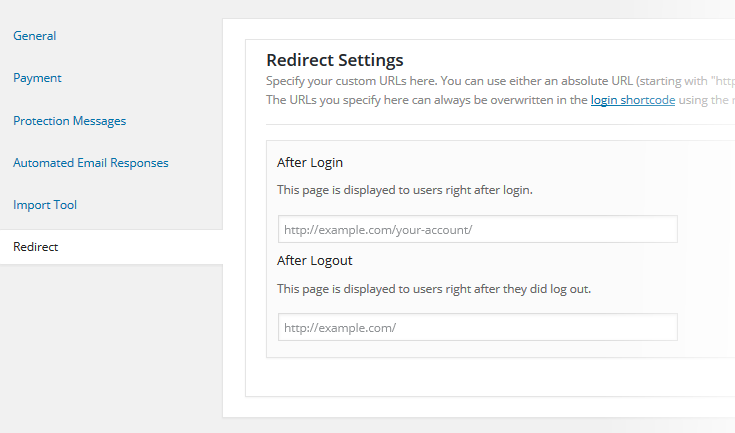 General
Payment
Protection Messages
Automated Email Responses
Import Tool
Redirect
Redirect Settings
Specify your custom URLs here. You can use either an absolute URL (starting with "http
The URLs you specify here can always be overwritten in the login shortcode using the
After Login
This page is displayed to users right after login.
http://example.com/your-account/
After Logout
This page is displayed to users right after they did log out.
http://example.com/